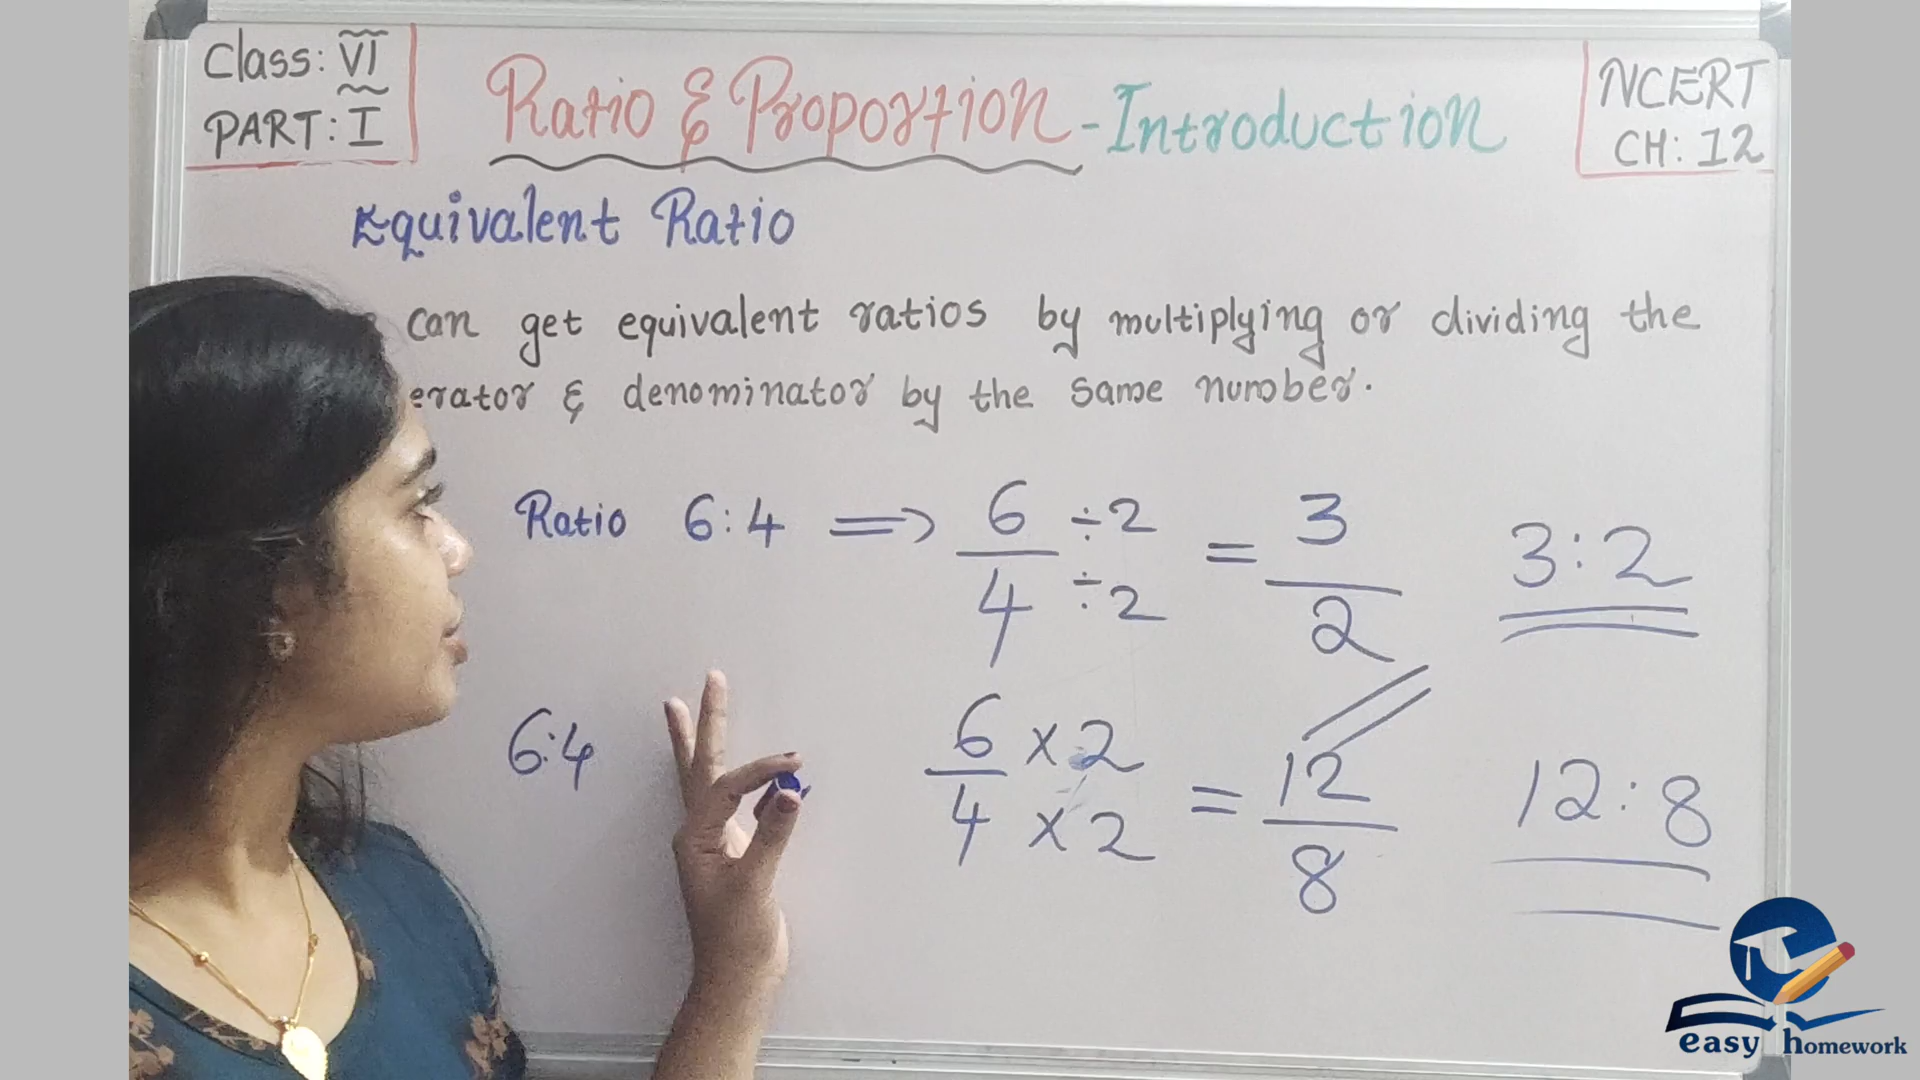 Class: VI
PART: I
Ratio & Proportion - Introduction
NCERT
CH: 12
Equivalent Ratio
can get equivalent ratios by multiplying or dividing the
erator & denominator by the same number.
Ratio 6:4 ⟹ 6/4 ÷2/÷2 = 3/2 3:2
6:4 6/4 ×2/×2 = 12/8 12:8
easy homework